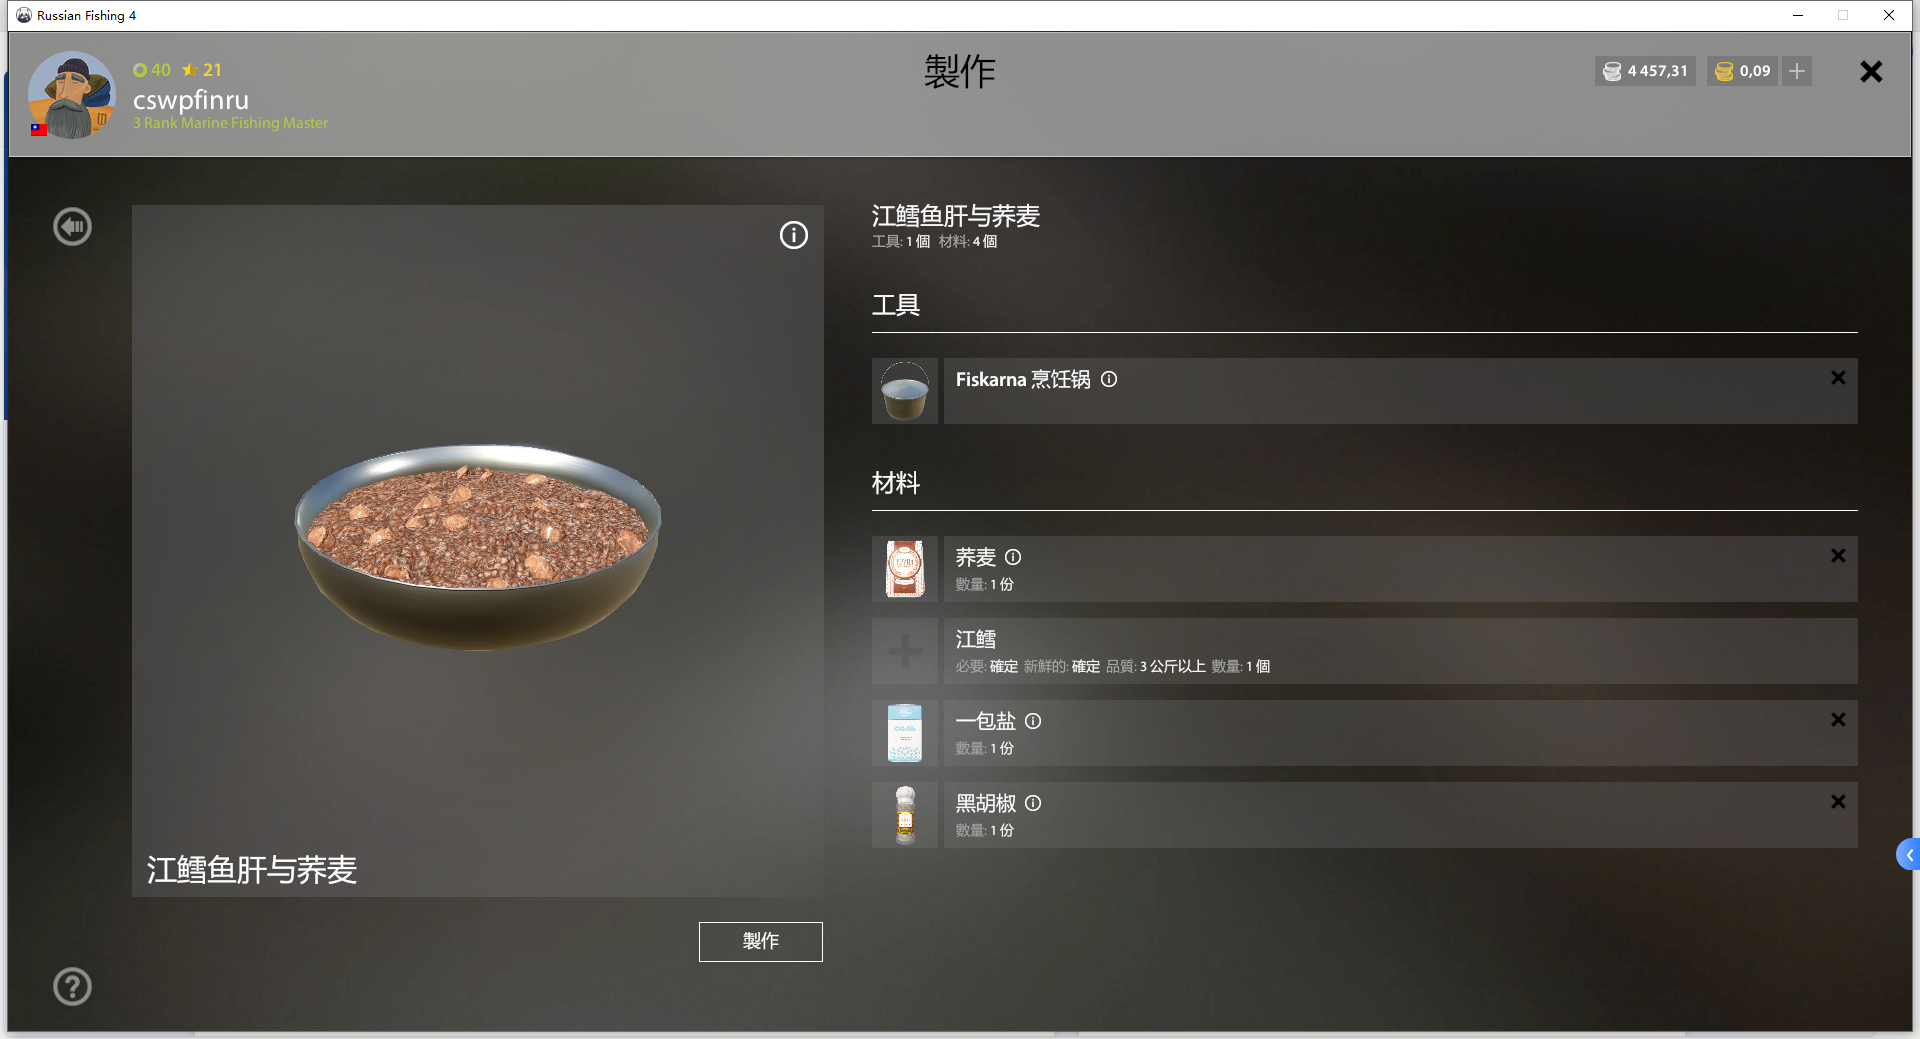 Russian Fishing 4
40 21
cswpfinru
3 Rank Marine Fishing Master
製作
4 457,31
0,09
江鳕鱼肝与荞麦
工具: 1 個 材料: 4 個
工具
Fiskarna 烹饪锅
材料
荞麦
數量: 1 份
江鳕
必要: 確定 新鮮的: 確定 品質: 3 公斤以上 數量: 1 個
一包盐
數量: 1 份
黑胡椒
數量: 1 份
江鳕鱼肝与荞麦
製作